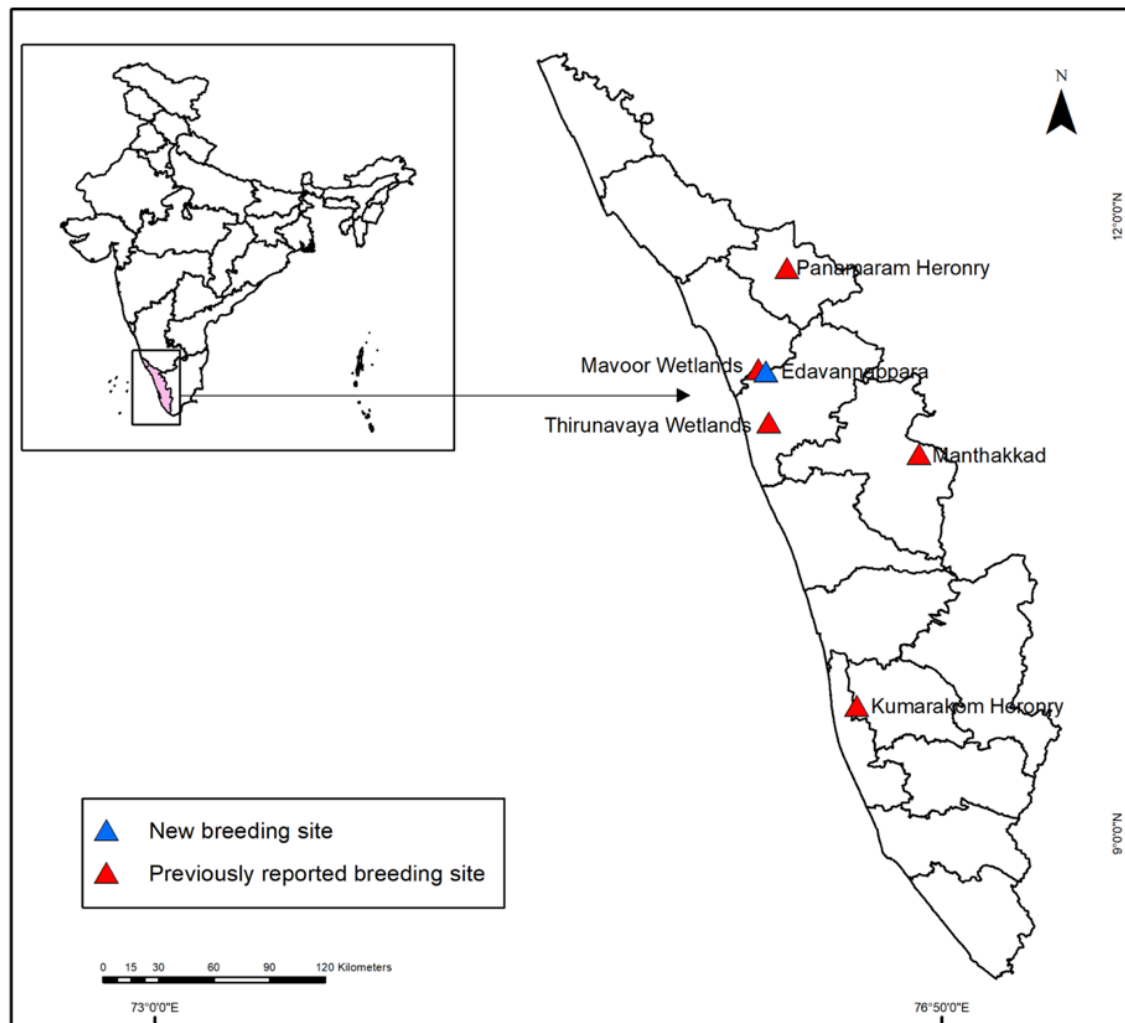 N
12°0'0"N
Panamaram Heronry
Mavoor Wetlands
Edavannappara
Thirunavaya Wetlands
Manthakkad
Kumarakom Heronry
New breeding site
Previously reported breeding site
9°0'0"N
0 15 30 60 90 120 Kilometers
73°0'0"E
76°50'0"E